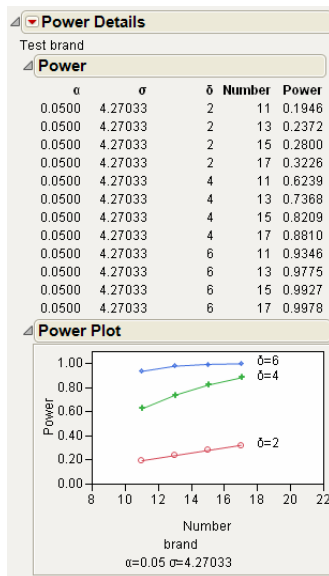 Power Details
Test brand
Power
α σ δ Number Power
0.0500 4.27033 2 11 0.1946
0.0500 4.27033 2 13 0.2372
0.0500 4.27033 2 15 0.2800
0.0500 4.27033 2 17 0.3226
0.0500 4.27033 4 11 0.6239
0.0500 4.27033 4 13 0.7368
0.0500 4.27033 4 15 0.8209
0.0500 4.27033 4 17 0.8810
0.0500 4.27033 6 11 0.9346
0.0500 4.27033 6 13 0.9775
0.0500 4.27033 6 15 0.9927
0.0500 4.27033 6 17 0.9978
Power Plot
Power
1.00
0.80
0.60
0.40
0.20
0.00
δ=6
δ=4
δ=2
8 10 12 14 16 18 20 22
Number
brand
α=0.05 σ=4.27033